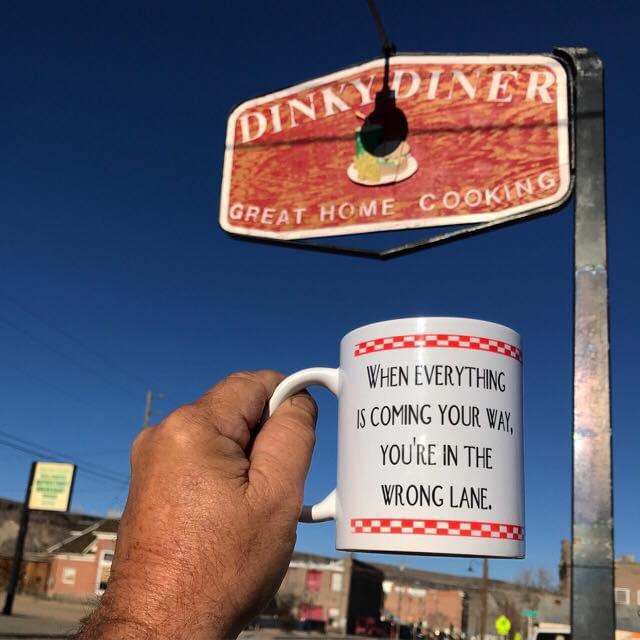 DINKY DINER
GREAT HOME COOKING
WHEN EVERYTHING
IS COMING YOUR WAY,
YOU'RE IN THE
WRONG LANE.